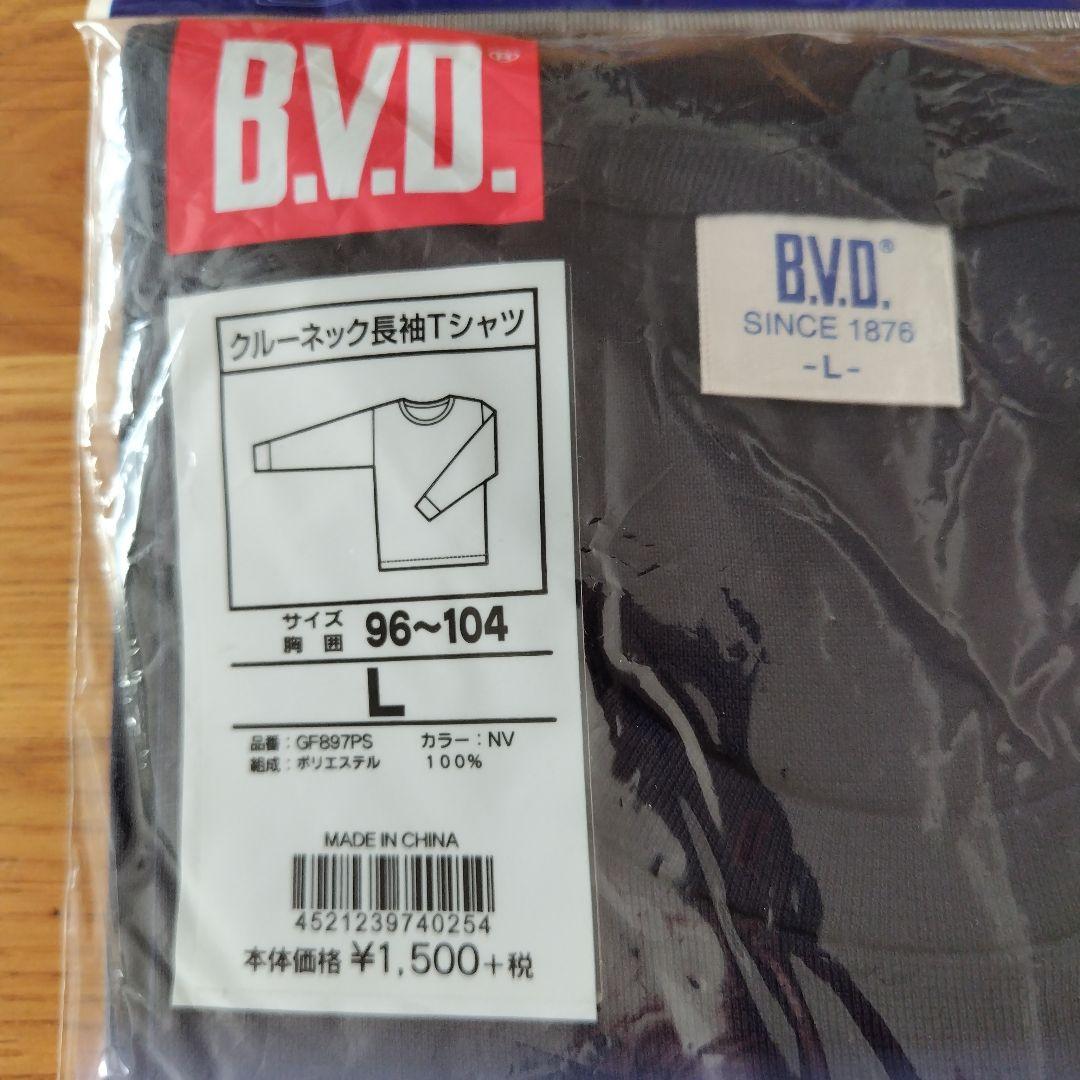 B.V.D.
クルーネック長袖Tシャツ
サイズ
胸囲 96~104
L
品番:GF897PS カラー:NV
組成:ポリエステル 100%
MADE IN CHINA
4521239740254
本体価格 ¥1,500+税
B.V.D.®
SINCE 1876
-L-